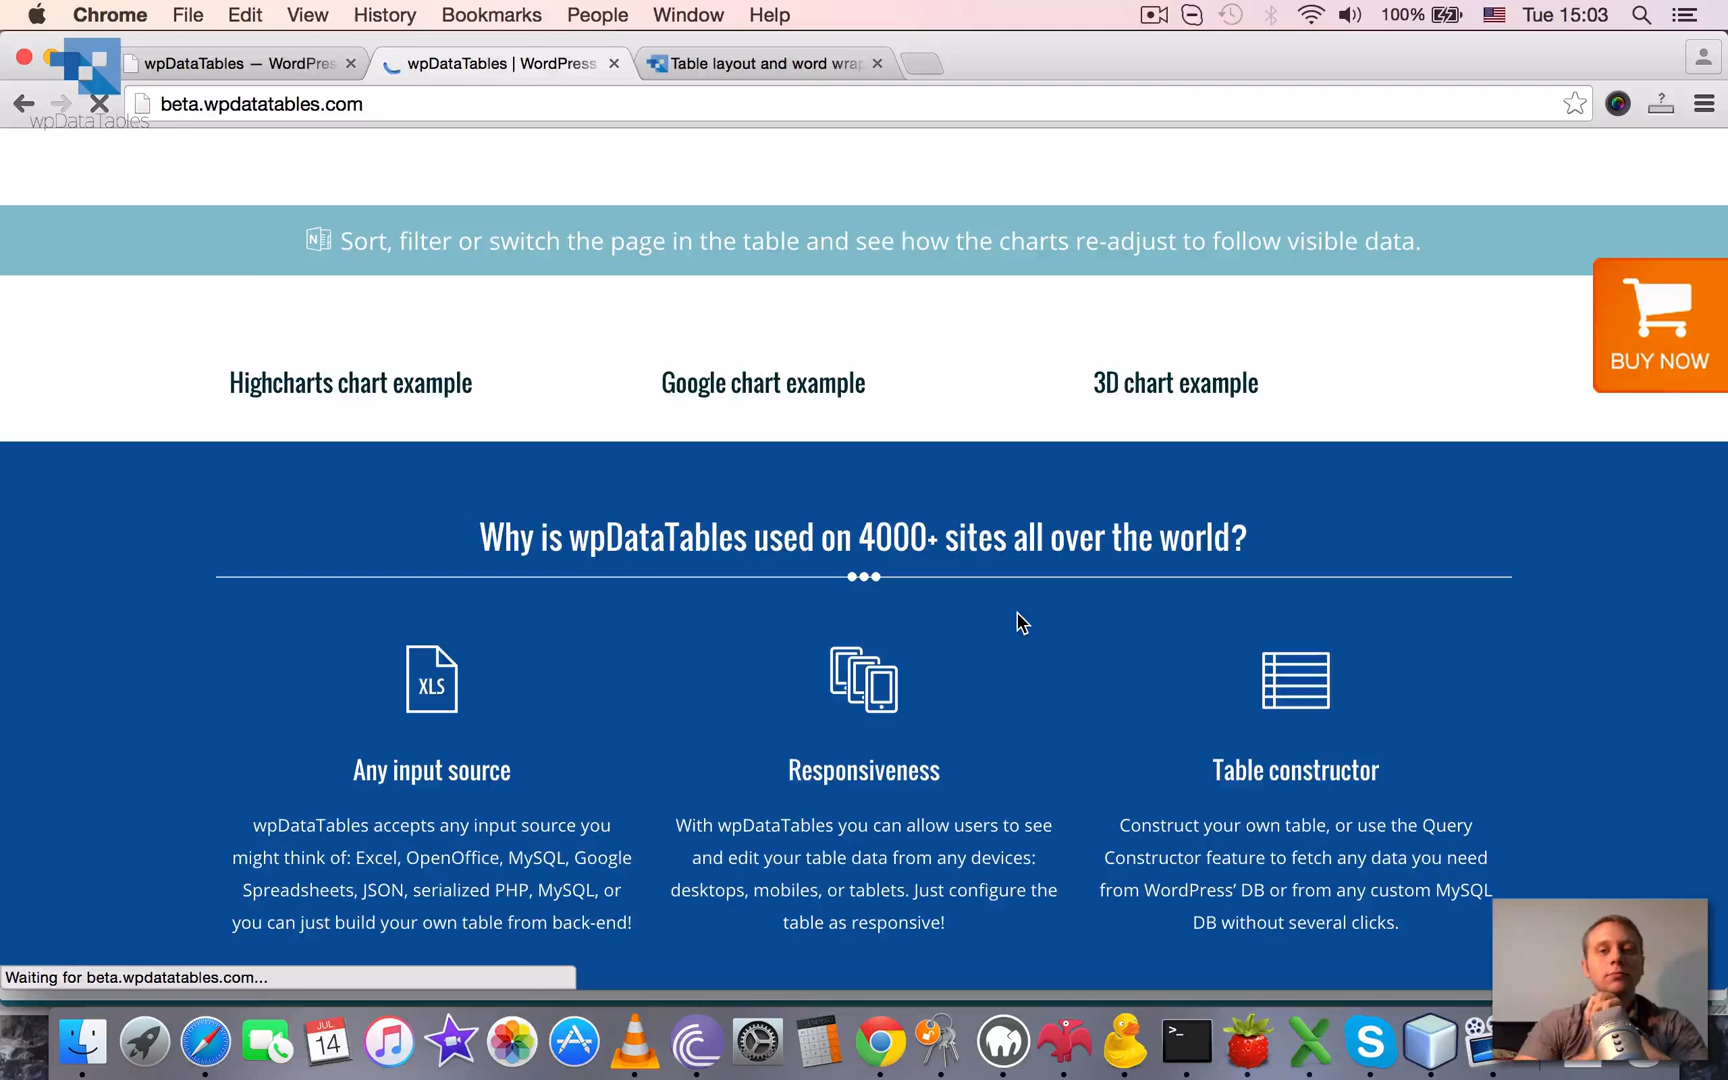 Chrome File Edit View History Bookmarks People Window Help 100% Tue 15:03
wpDataTables — WordPres
wpDataTables | WordPress
Table layout and word wra
beta.wpdatatables.com
wpDataTables
Sort, filter or switch the page in the table and see how the charts re-adjust to follow visible data.
BUY NOW
Highcharts chart example
Google chart example
3D chart example
Why is wpDataTables used on 4000+ sites all over the world?
XLS
Any input source
wpDataTables accepts any input source you
might think of: Excel, OpenOffice, MySQL, Google
Spreadsheets, JSON, serialized PHP, MySQL, or
you can just build your own table from back-end!
Responsiveness
With wpDataTables you can allow users to see
and edit your table data from any devices:
desktops, mobiles, or tablets. Just configure the
table as responsive!
Table constructor
Construct your own table, or use the Query
Constructor feature to fetch any data you need
from WordPress' DB or from any custom MySQL
DB without several clicks.
Waiting for beta.wpdatatables.com...
JUL
14